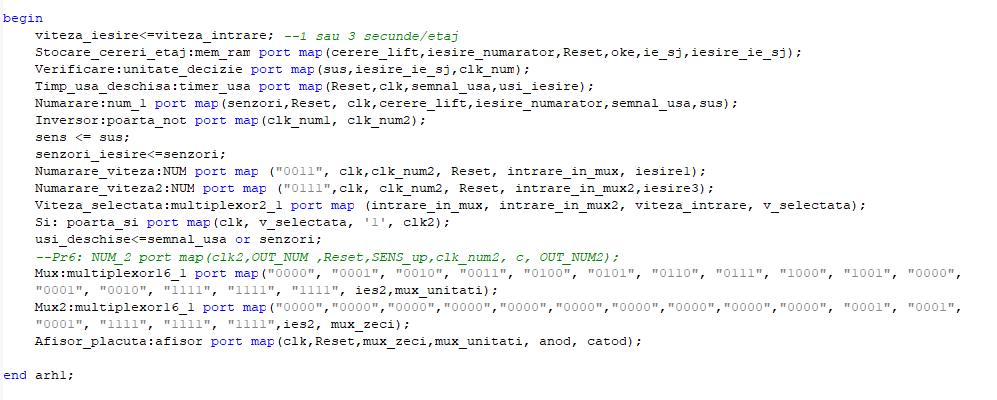 begin
viteza_iesire<=viteza_intrare; --1 sau 3 secunde/etaj
Stocare_cereri_etaj:mem_ram port map(cerere_lift,iesire_numarator,Reset,oke,ie_sj,iesire_ie_sj);
Verificare:unitate_decizie port map(sus,iesire_ie_sj,clk_num);
Timp_usa_deschisa:timer_usa port map(Reset,clk,semnal_usa,usi_iesire);
Numarare:num_1 port map(senzori,Reset, clk,cerere_lift,iesire_numarator,semnal_usa,sus);
Inversor:poarta_not port map(clk_num1, clk_num2);
sens <= sus;
senzori_iesire<=senzori;
Numarare_viteza:NUM port map ("0011", clk,clk_num2, Reset, intrare_in_mux, iesire1);
Numarare_viteza2:NUM port map ("0111",clk, clk_num2, Reset, intrare_in_mux2,iesire3);
Viteza_selectata:multiplexor2_1 port map (intrare_in_mux, intrare_in_mux2, viteza_intrare, v_selectata);
Si: poarta_si port map(clk, v_selectata, '1', clk2);
usi_deschise<=semnal_usa or senzori;
--Pr6: NUM_2 port map(clk2,OUT_NUM ,Reset,SENS_up,clk_num2, c, OUT_NUM2);
Mux:multiplexor16_1 port map("0000", "0001", "0010", "0011", "0100", "0101", "0110", "0111", "1000", "1001", "0000",
"0001", "0010", "1111", "1111", "1111", ies2,mux_unitati);
Mux2:multiplexor16_1 port map("0000","0000","0000","0000","0000","0000","0000","0000","0000","0000", "0001", "0001",
"0001", "1111", "1111", "1111",ies2, mux_zeci);
Afisor_placuta:afisor port map(clk,Reset,mux_zeci,mux_unitati, anod, catod);
end arh1;